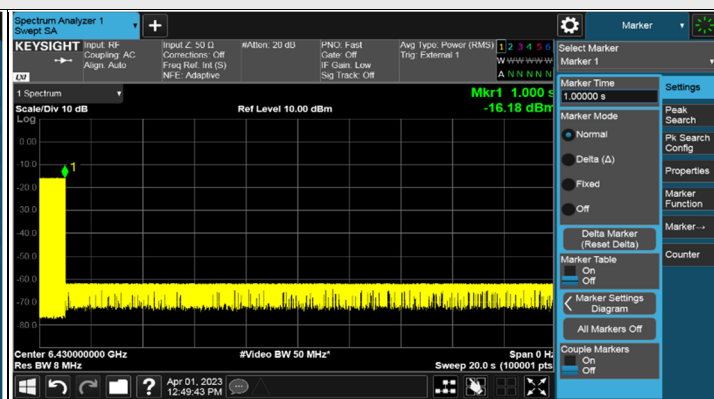 Spectrum Analyzer 1
Swept SA
+
Marker
KEYSIGHT
Input: RF
Coupling: AC
Align: Auto
Input Z: 50 Ω
Corrections: Off
Freq Ref: Int (S)
NFE: Adaptive
#Atten: 20 dB
PNO: Fast
Gate: Off
IF Gain: Low
Sig Track: Off
Avg Type: Power (RMS)
Trig: External 1
1 2 3 4 5 6
W W W W W W
A N N N N N
LXI
Select Marker
Marker 1
1 Spectrum
Scale/Div 10 dB
Ref Level 10.00 dBm
Mkr1 1.000 s
-16.18 dBm
Log
0.00
-10.0
-20.0
-30.0
-40.0
-50.0
-60.0
-70.0
-80.0
1
Center 6.430000000 GHz
Res BW 8 MHz
#Video BW 50 MHz*
Span 0 Hz
Sweep 20.0 s (100001 pts)
Marker Time
1.00000 s
Marker Mode
Normal
Delta (Δ)
Fixed
Off
Delta Marker
(Reset Delta)
Marker Table
On
Off
Marker Settings
Diagram
All Markers Off
Couple Markers
On
Off
Settings
Peak
Search
Pk Search
Config
Properties
Marker
Function
Marker→
Counter
?
Apr 01, 2023
12:49:43 PM